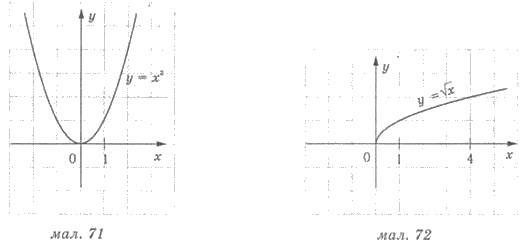 y
y = x²
0 1 x
мал. 71
y
y = √x
0 1 4 x
мал. 72